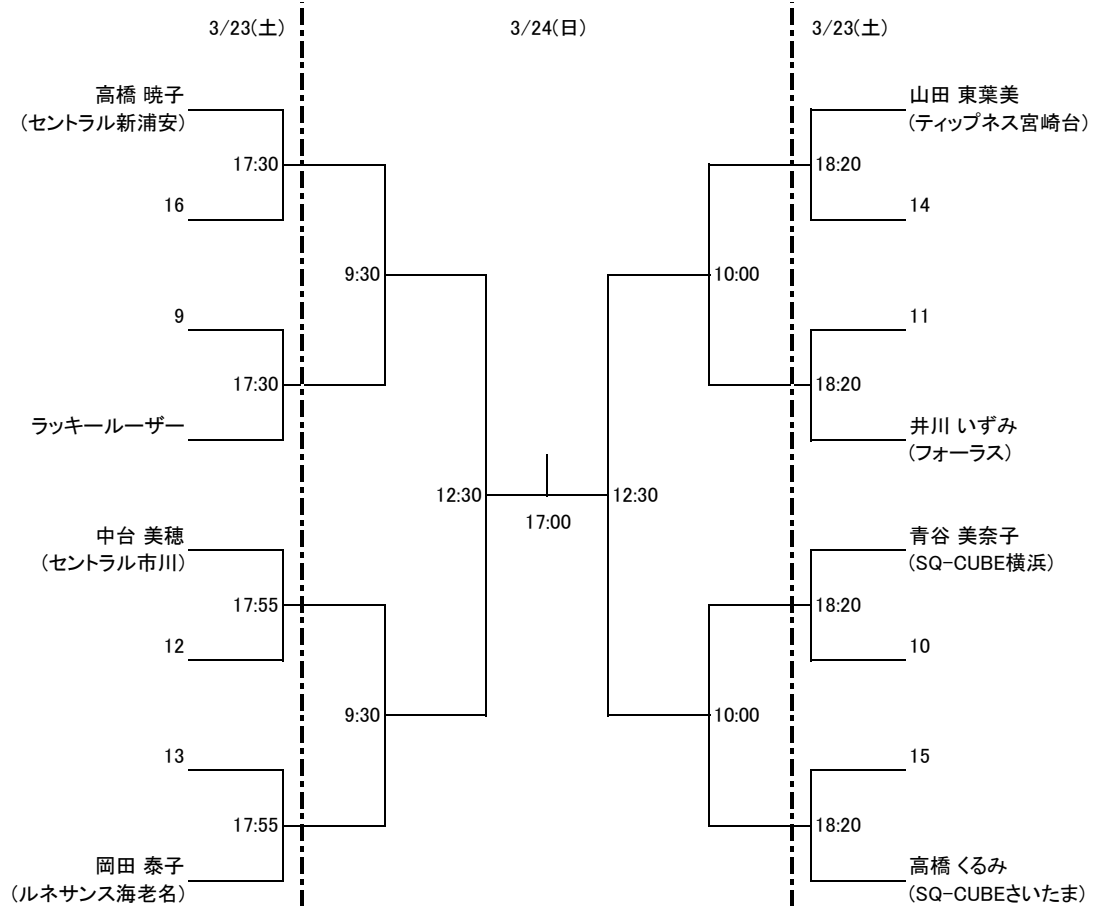 3/23(土)
3/24(日)
3/23(土)
高橋 暁子
(セントラル新浦安)
17:30
16
9:30
9
17:30
ラッキールーザー
12:30
中台 美穂
(セントラル市川)
17:55
12
9:30
13
17:55
岡田 泰子
(ルネサンス海老名)
17:00
山田 東葉美
(ティップネス宮崎台)
18:20
14
10:00
11
18:20
井川 いずみ
(フォーラス)
12:30
青谷 美奈子
(SQ-CUBE横浜)
18:20
10
10:00
15
18:20
高橋 くるみ
(SQ-CUBEさいたま)